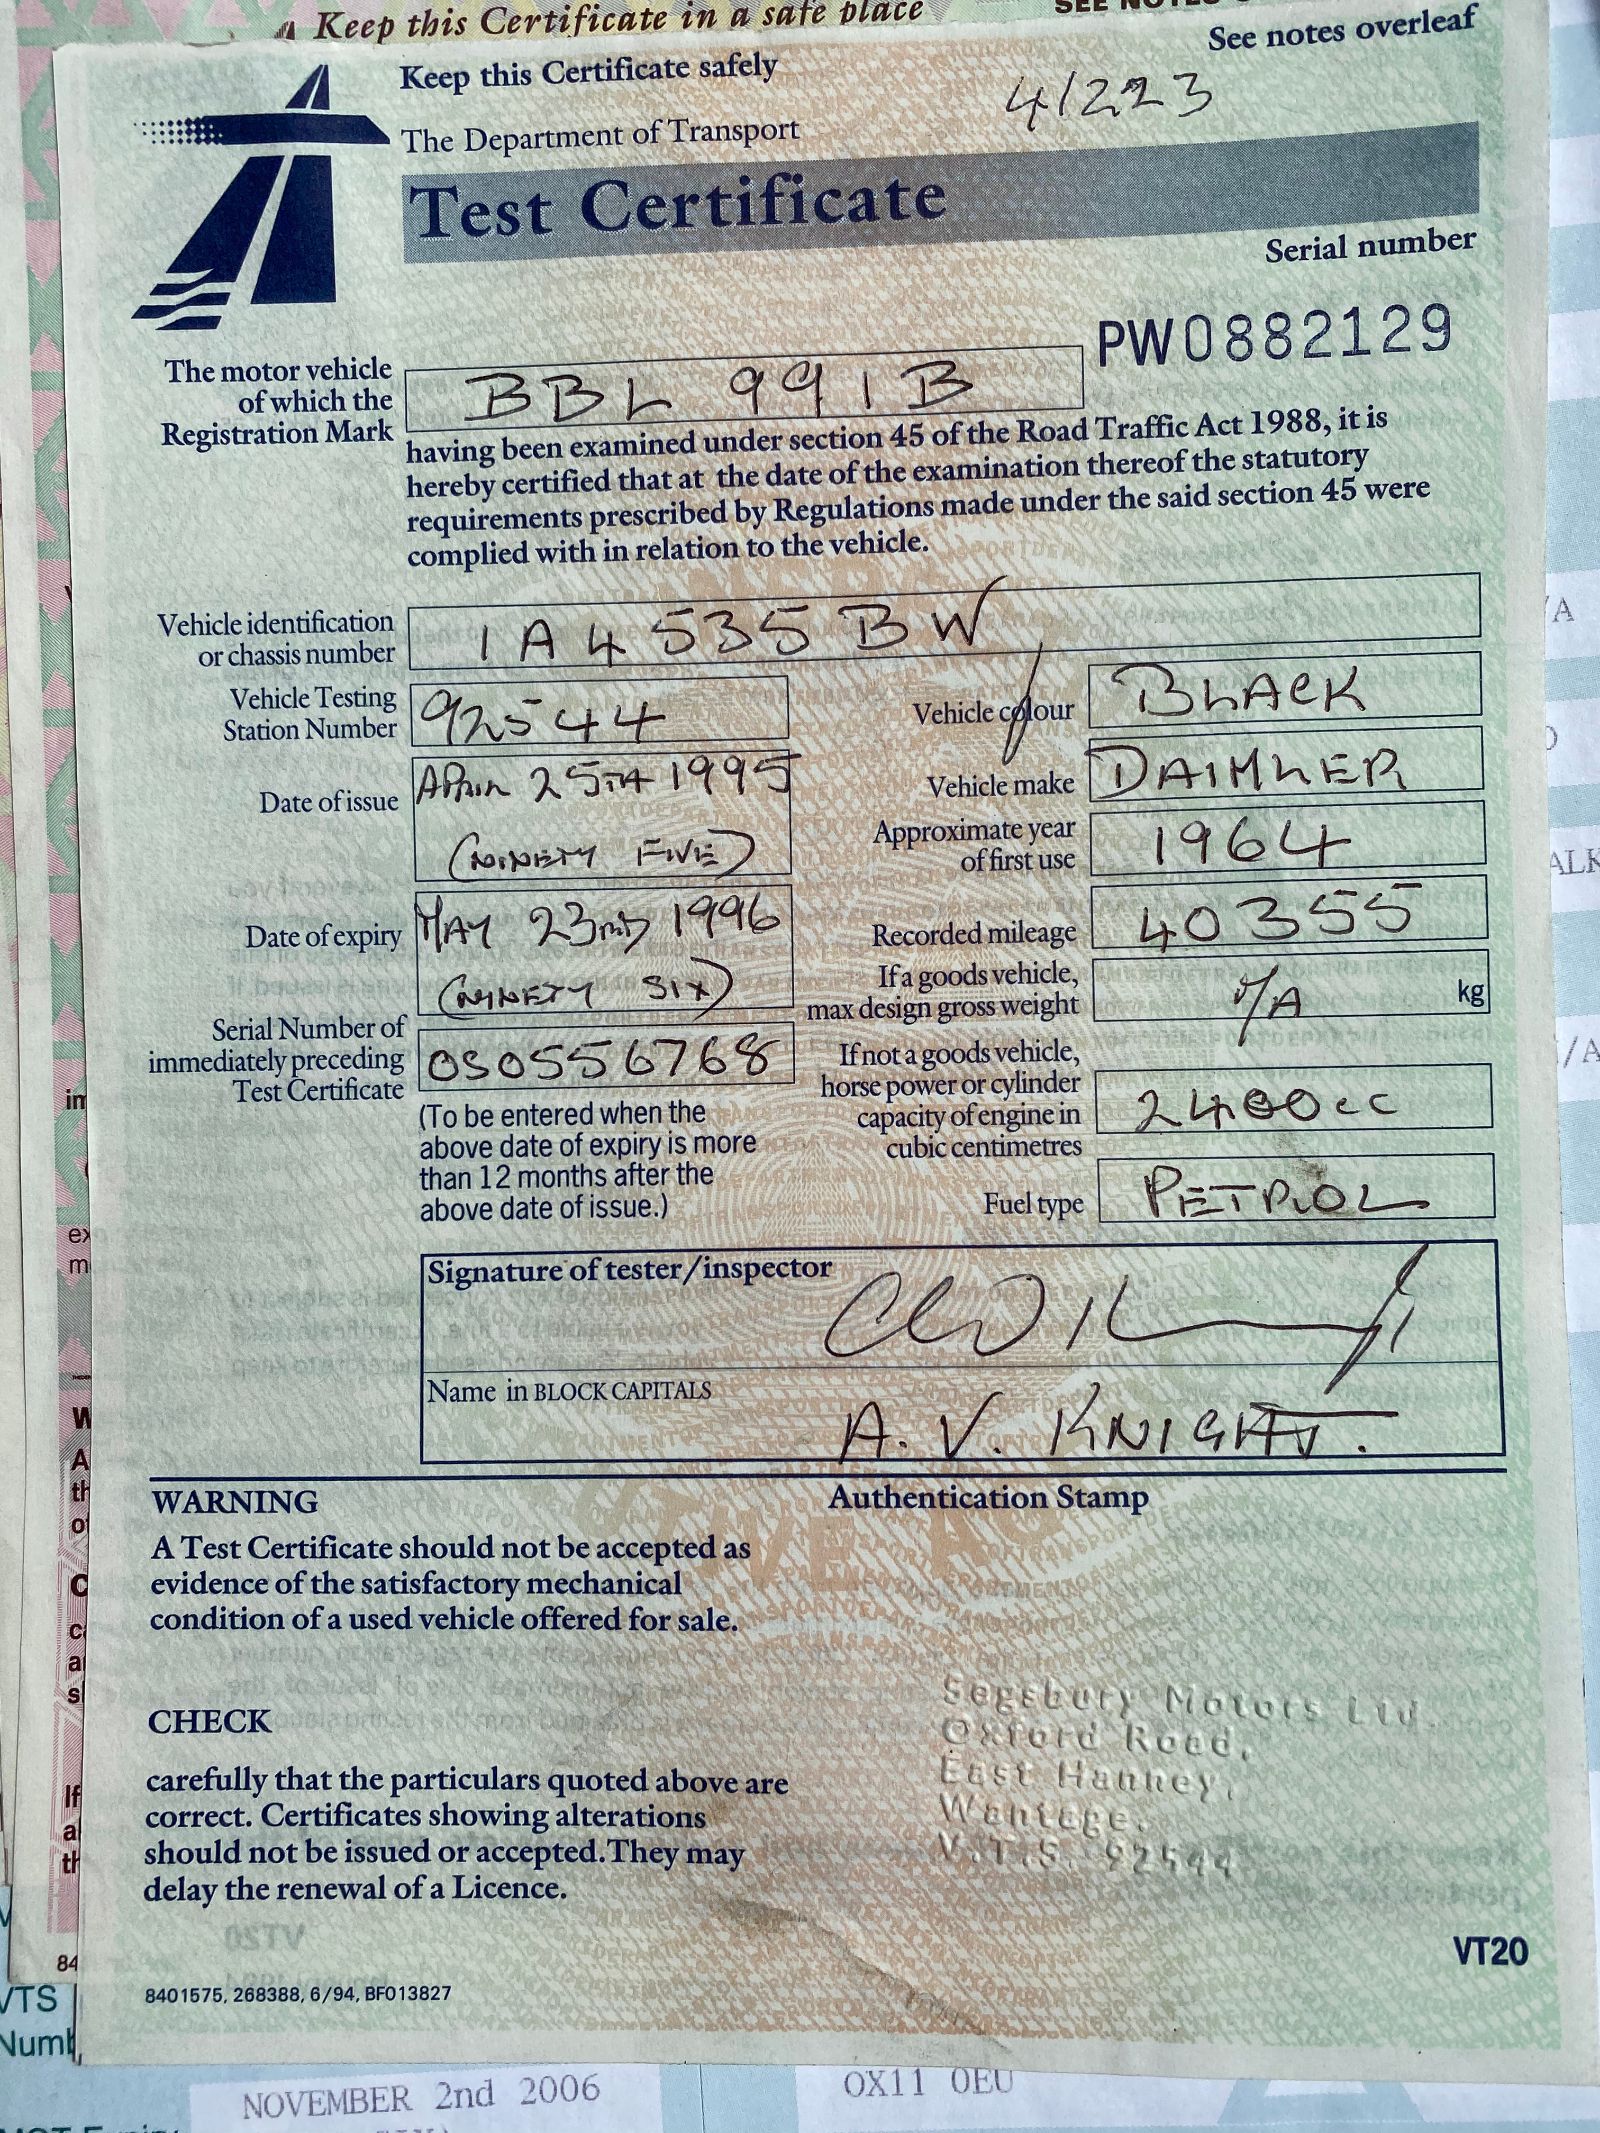 Keep this Certificate in a safe place
See notes overleaf
Keep this Certificate safely
41223
The Department of Transport
Test Certificate
Serial number
PW0882129
The motor vehicle
of which the
Registration Mark
BBL 991B
having been examined under section 45 of the Road Traffic Act 1988, it is
hereby certified that at the date of the examination thereof the statutory
requirements prescribed by Regulations made under the said section 45 were
complied with in relation to the vehicle.
Vehicle identification
or chassis number
1A4535BW
Vehicle Testing
Station Number
92544
Vehicle colour
BLACK
Date of issue
APRIL 25TH 1995
(NINETY FIVE)
Vehicle make
DAIMLER
Approximate year
of first use
1964
Date of expiry
MAY 23RD 1996
(NINETY SIX)
Recorded mileage
40355
If a goods vehicle,
max design gross weight
N/A
kg
Serial Number of
immediately preceding
Test Certificate
(To be entered when the
above date of expiry is more
than 12 months after the
above date of issue.)
If not a goods vehicle,
horse power or cylinder
capacity of engine in
cubic centimetres
2400cc
Fuel type
PETROL
Signature of tester/inspector
Name in BLOCK CAPITALS
A. V. KNIGHT.
WARNING
A Test Certificate should not be accepted as
evidence of the satisfactory mechanical
condition of a used vehicle offered for sale.
Authentication Stamp
CHECK
carefully that the particulars quoted above are
correct. Certificates showing alterations
should not be issued or accepted. They may
delay the renewal of a Licence.
Segsbury Motors Ltd.
Oxford Road,
East Hanney,
Wantage.
V.T.S. 92544
VT20
8401575, 268388, 6/94, BF013827
VTS
NOVEMBER 2nd 2006
OX11 0EU